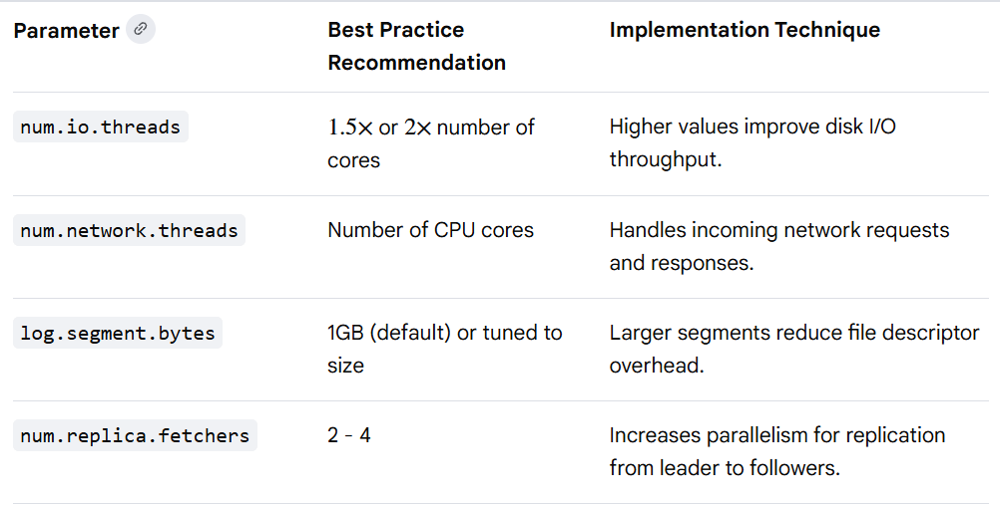 Parameter
Best Practice
Recommendation
Implementation Technique
num.io.threads
1.5× or 2× number of
cores
Higher values improve disk I/O
throughput.
num.network.threads
Number of CPU cores
Handles incoming network requests
and responses.
log.segment.bytes
1GB (default) or tuned to
size
Larger segments reduce file descriptor
overhead.
num.replica.fetchers
2 - 4
Increases parallelism for replication
from leader to followers.